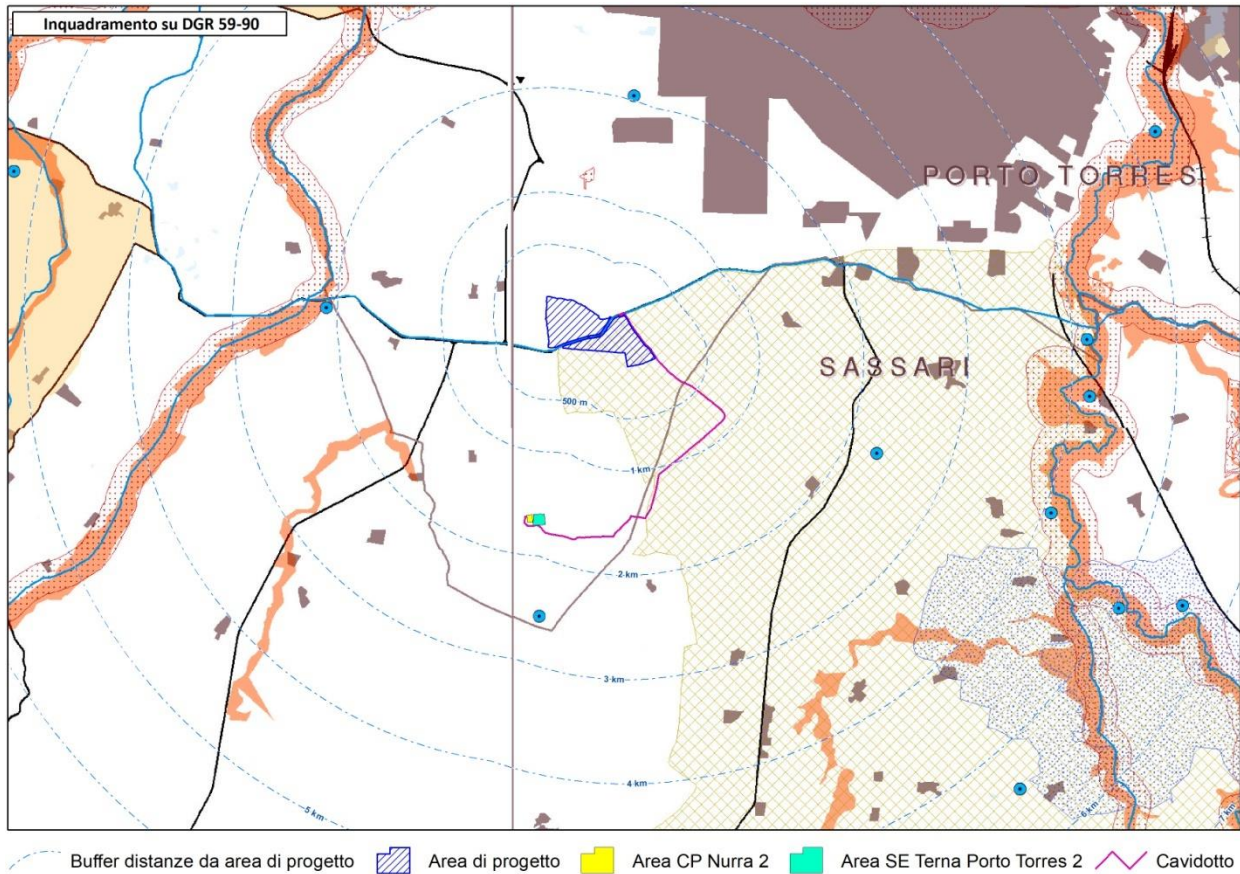 Inquadramento su DGR 59-90
PORTO TORRES
SASSARI
500 m
1 km
2 km
3 km
4 km
5 km
6 km
7 km
Buffer distanze da area di progetto
Area di progetto
Area CP Nurra 2
Area SE Terna Porto Torres 2
Cavidotto